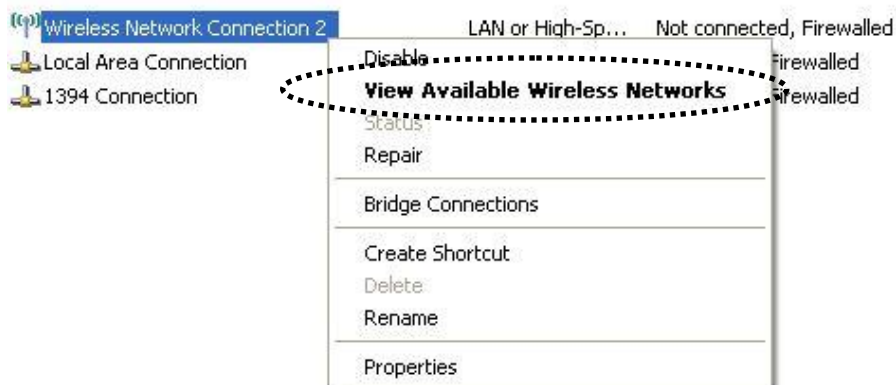 Wireless Network Connection 2 LAN or High-Sp... Not connected, Firewalled
Local Area Connection Firewalled
1394 Connection Firewalled
Disable
View Available Wireless Networks
Status
Repair
Bridge Connections
Create Shortcut
Delete
Rename
Properties